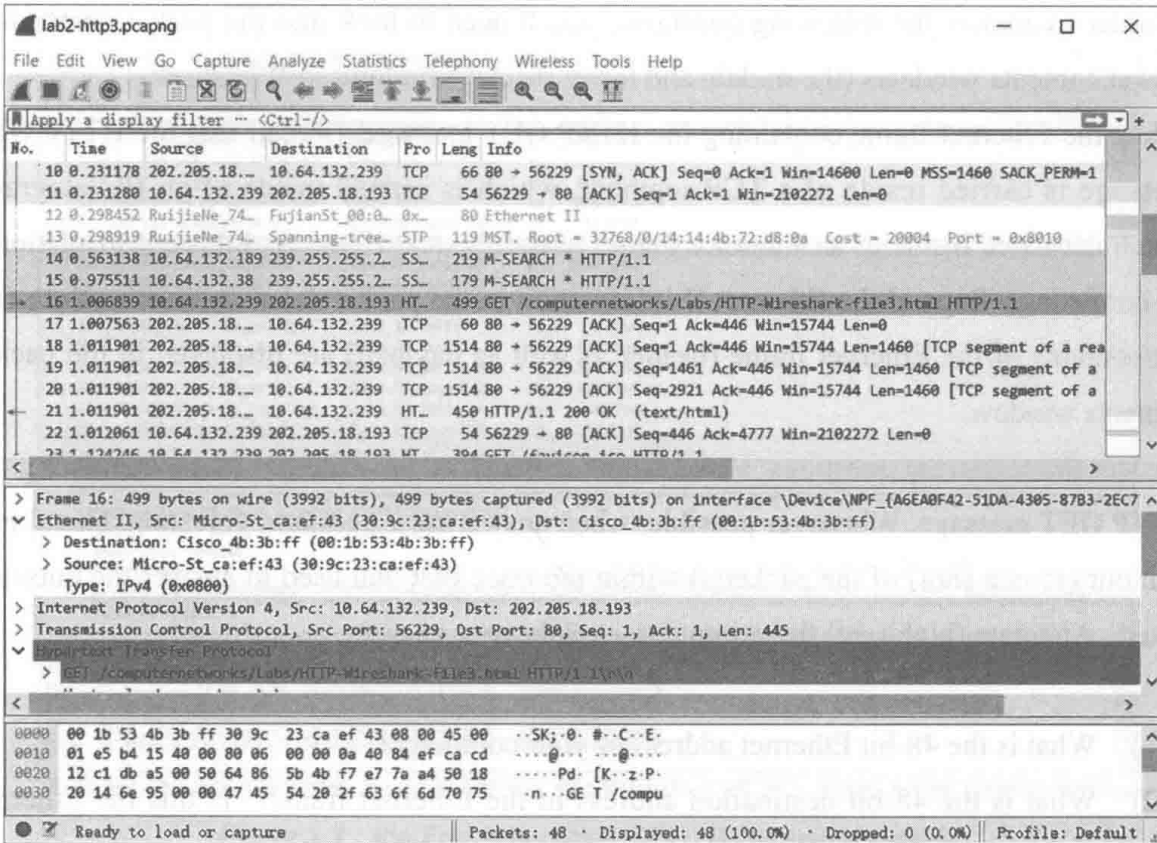 lab2-http3.pcapng
File Edit View Go Capture Analyze Statistics Telephony Wireless Tools Help
Apply a display filter ... <Ctrl-/>
No. Time Source Destination Pro Leng Info
10 0.231178 202.205.18.… 10.64.132.239 TCP 66 80 → 56229 [SYN, ACK] Seq=0 Ack=1 Win=14600 Len=0 MSS=1460 SACK_PERM=1
11 0.231280 10.64.132.239 202.205.18.193 TCP 54 56229 → 80 [ACK] Seq=1 Ack=1 Win=2102272 Len=0
12 0.298452 RuijieNe_74… FujianSt_00:0… 0x… 80 Ethernet II
13 0.298919 RuijieNe_74… Spanning-tree… STP 119 MST. Root = 32768/0/14:14:4b:72:d8:0a Cost = 20004 Port = 0x8010
14 0.563138 10.64.132.189 239.255.255.2… SS… 219 M-SEARCH * HTTP/1.1
15 0.975511 10.64.132.38 239.255.255.2… SS… 179 M-SEARCH * HTTP/1.1
16 1.006839 10.64.132.239 202.205.18.193 HT… 499 GET /computernetworks/Labs/HTTP-Wireshark-file3.html HTTP/1.1
17 1.007563 202.205.18.… 10.64.132.239 TCP 60 80 → 56229 [ACK] Seq=1 Ack=446 Win=15744 Len=0
18 1.011901 202.205.18.… 10.64.132.239 TCP 1514 80 → 56229 [ACK] Seq=1 Ack=446 Win=15744 Len=1460 [TCP segment of a rea
19 1.011901 202.205.18.… 10.64.132.239 TCP 1514 80 → 56229 [ACK] Seq=1461 Ack=446 Win=15744 Len=1460 [TCP segment of a
20 1.011901 202.205.18.… 10.64.132.239 TCP 1514 80 → 56229 [ACK] Seq=2921 Ack=446 Win=15744 Len=1460 [TCP segment of a
21 1.011901 202.205.18.… 10.64.132.239 HT… 450 HTTP/1.1 200 OK (text/html)
22 1.012061 10.64.132.239 202.205.18.193 TCP 54 56229 → 80 [ACK] Seq=446 Ack=4777 Win=2102272 Len=0
23 1.124246 10.64.132.239 202.205.18.193 HT… 394 GET /favicon.ico HTTP/1.1
> Frame 16: 499 bytes on wire (3992 bits), 499 bytes captured (3992 bits) on interface \Device\NPF_{A6EA0F42-51DA-4305-87B3-2EC7
Ethernet II, Src: Micro-St_ca:ef:43 (30:9c:23:ca:ef:43), Dst: Cisco_4b:3b:ff (00:1b:53:4b:3b:ff)
> Destination: Cisco_4b:3b:ff (00:1b:53:4b:3b:ff)
> Source: Micro-St_ca:ef:43 (30:9c:23:ca:ef:43)
Type: IPv4 (0x0800)
> Internet Protocol Version 4, Src: 10.64.132.239, Dst: 202.205.18.193
> Transmission Control Protocol, Src Port: 56229, Dst Port: 80, Seq: 1, Ack: 1, Len: 445
Hypertext Transfer Protocol
> GET /computernetworks/Labs/HTTP-Wireshark-file3.html HTTP/1.1\r\n
0000 00 1b 53 4b 3b ff 30 9c 23 ca ef 43 08 00 45 00 ··SK;·0· #··C··E·
0010 01 e5 b4 15 40 00 80 06 00 00 0a 40 84 ef ca cd ····@··· ···@····
0020 12 c1 db a5 00 50 64 86 5b 4b f7 e7 7a a4 50 18 ·····Pd· [K··z·P·
0030 20 14 6e 95 00 00 47 45 54 20 2f 63 6f 6d 70 75 ·n···GE T /compu
Ready to load or capture Packets: 48 · Displayed: 48 (100.0%) · Dropped: 0 (0.0%) Profile: Default